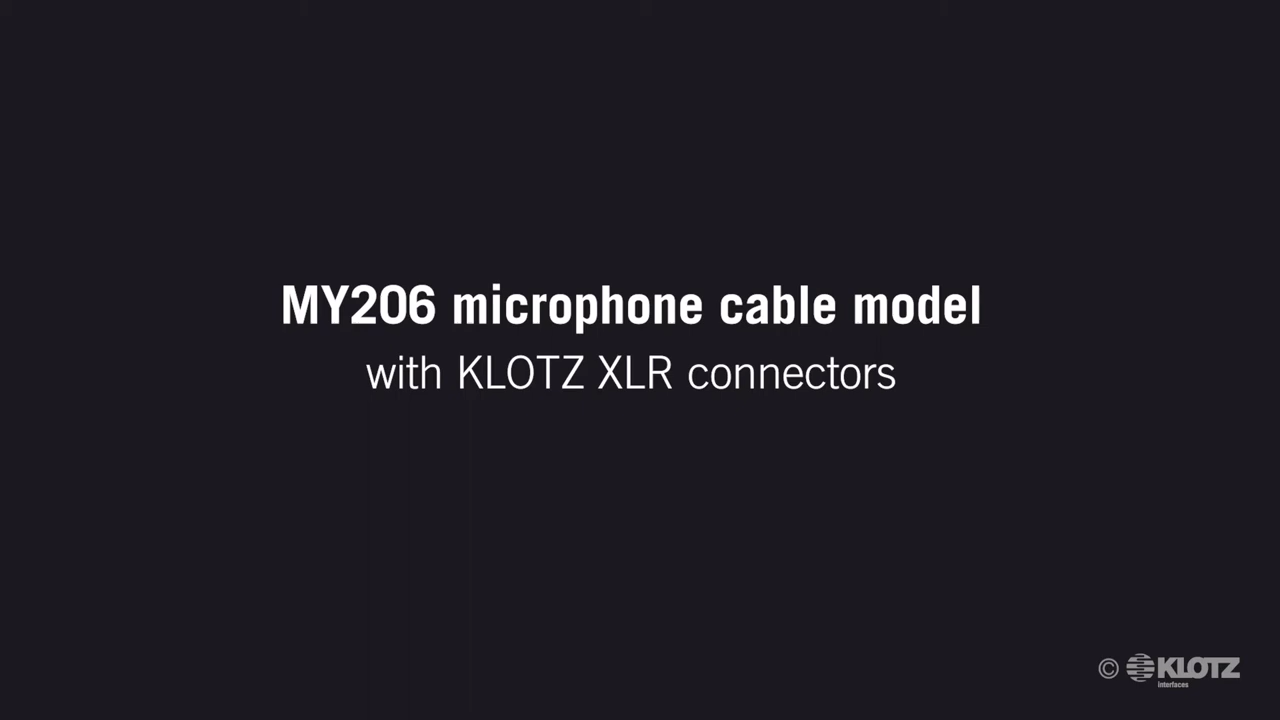 MY206 microphone cable model
with KLOTZ XLR connectors
© KLOTZ
interfaces